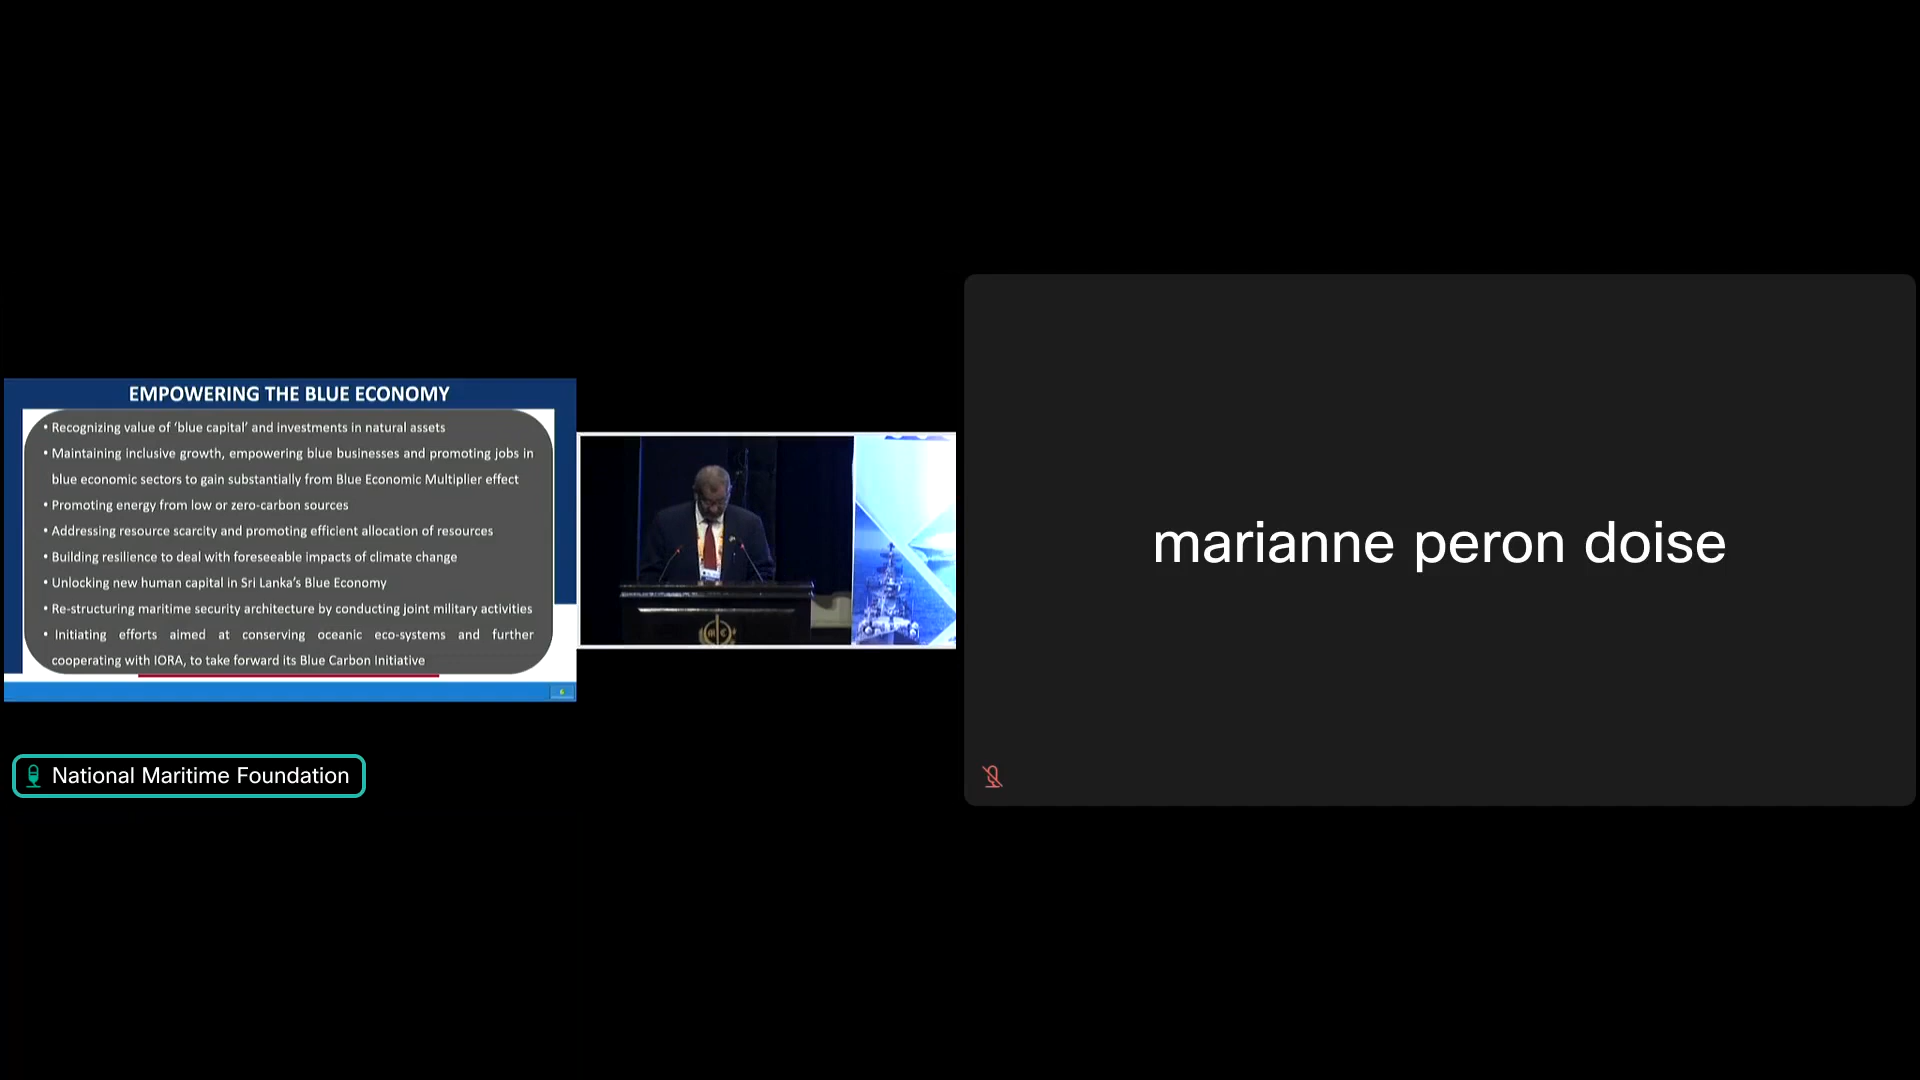 EMPOWERING THE BLUE ECONOMY
• Recognizing value of ‘blue capital’ and investments in natural assets
• Maintaining inclusive growth, empowering blue businesses and promoting jobs in
blue economic sectors to gain substantially from Blue Economic Multiplier effect
• Promoting energy from low or zero-carbon sources
• Addressing resource scarcity and promoting efficient allocation of resources
• Building resilience to deal with foreseeable impacts of climate change
• Unlocking new human capital in Sri Lanka’s Blue Economy
• Re-structuring maritime security architecture by conducting joint military activities
• Initiating efforts aimed at conserving oceanic eco-systems and further
cooperating with IORA, to take forward its Blue Carbon Initiative
6
National Maritime Foundation
marianne peron doise